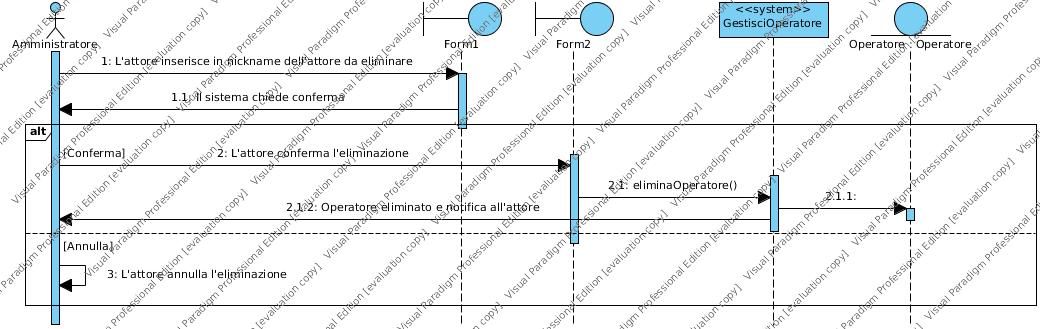 <<system>>
GestisciOperatore
Amministratore
Form1
Form2
Operatore : Operatore
1: L'attore inserisce in nickname dell'attore da eliminare
1.1: Il sistema chiede conferma
alt
[Conferma]
2: L'attore conferma l'eliminazione
2.1: eliminaOperatore()
2.1.1:
2.1.2: Operatore eliminato e notifica all'attore
[Annulla]
3: L'attore annulla l'eliminazione
Visual Paradigm Professional Edition [evaluation copy]